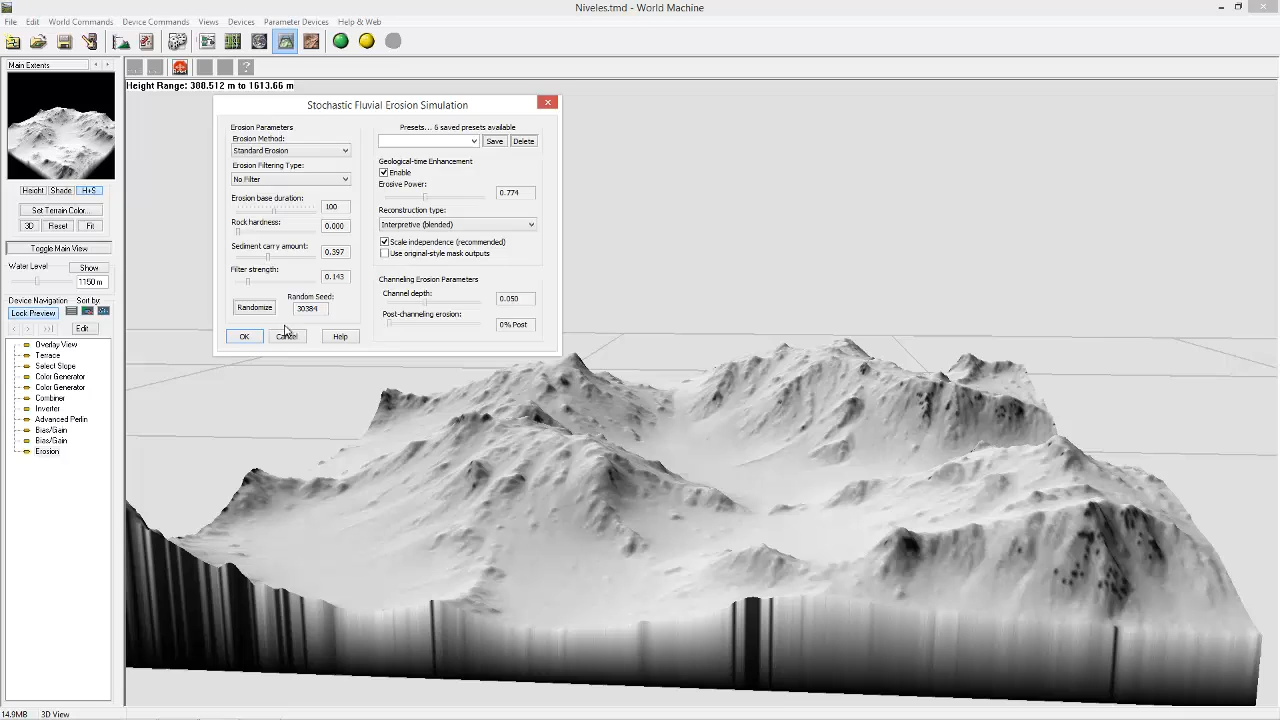 Niveles.tmd - World Machine
File Edit World Commands Device Commands Views Devices Parameter Devices Help & Web
Main Extents
Height Range: 380.512 m to 1613.66 m
Stochastic Fluvial Erosion Simulation
Erosion Parameters
Erosion Method:
Standard Erosion
Erosion Filtering Type:
No Filter
Erosion base duration:
100
Rock hardness:
0.000
Sediment carry amount:
0.397
Filter strength:
0.143
Randomize
Random Seed:
30384
OK Cancel Help
Presets... 6 saved presets available
Save Delete
Geological-time Enhancement
Enable
Erosive Power:
0.774
Reconstruction type:
Interpretive (blended)
Scale independence (recommended)
Use original-style mask outputs
Channeling Erosion Parameters
Channel depth:
0.050
Post-channeling erosion:
0% Post
Height Shade H+S
Set Terrain Color...
3D Reset Fit
Toggle Main View
Water Level Show
1150 m
Device Navigation Sort by:
Lock Preview
Edit...
Overlay View
Terrace
Select Slope
Color Generator
Color Generator
Combiner
Inverter
Advanced Perlin
Bias/Gain
Bias/Gain
Erosion
14.9MB 3D View